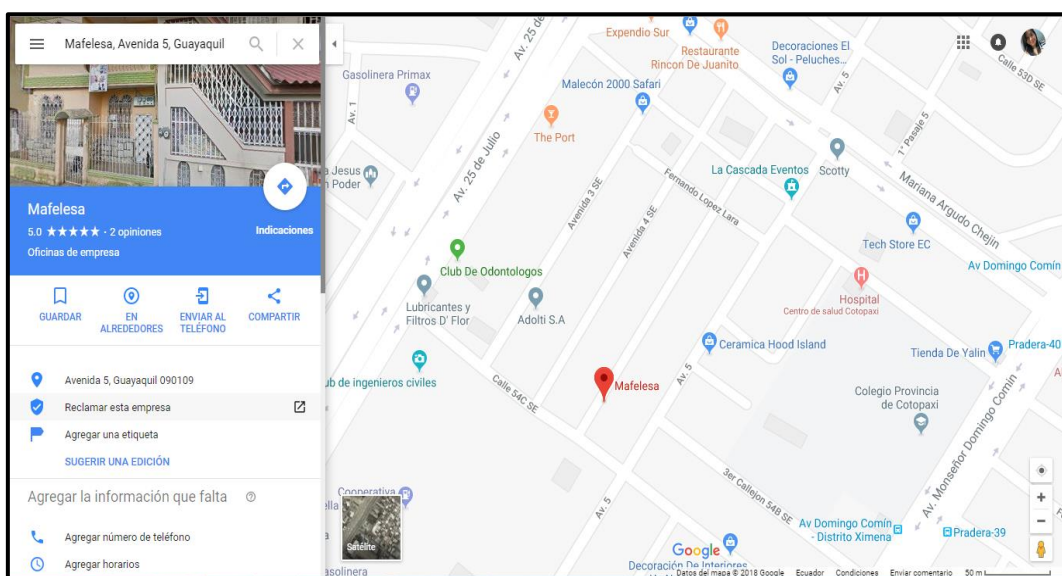 Mafelesa, Avenida 5, Guayaquil
Mafelesa
5.0 ★★★★★ - 2 opiniones
Indicaciones
Oficinas de empresa
GUARDAR
EN
ALREDEDORES
ENVIAR AL
TELÉFONO
COMPARTIR
Avenida 5, Guayaquil 090109
Reclamar esta empresa
Agregar una etiqueta
SUGERIR UNA EDICIÓN
Agregar la información que falta
Agregar número de teléfono
Agregar horarios
Av. 25 de
Expendio Sur
Restaurante
Rincon De Juanito
Decoraciones El
Sol - Peluches...
Calle 53D SE
Gasolinera Primax
Malecón 2000 Safari
Av. 5
Av. 1
The Port
1° Pasaje 5
Av. 25 de Julio
La Cascada Eventos
Scotty
a Jesus
n Poder
Fernando Lopez Lara
Mariana Argudo Chejin
Avenida 3 SE
Avenida 4 SE
Tech Store EC
Club De Odontologos
Av Domingo Comín
Lubricantes y
Filtros D' Flor
Adolti S.A
Hospital
Centro de salud Cotopaxi
Ceramica Hood Island
Tienda De Yalin
Pradera-40
ub de ingenieros civiles
Calle 54C SE
Mafelesa
Av. 5
Colegio Provincia
de Cotopaxi
Av. Monseñor Domingo Comín
3er Callejon 54B SE
Cooperativa
ella
Satélite
Av. 5
Av Domingo Comín
- Distrito Ximena
Pradera-39
Google
Decoración De Interiores
asolinera
Datos del mapa © 2018 Google
Ecuador
Condiciones
Enviar comentario
50 m